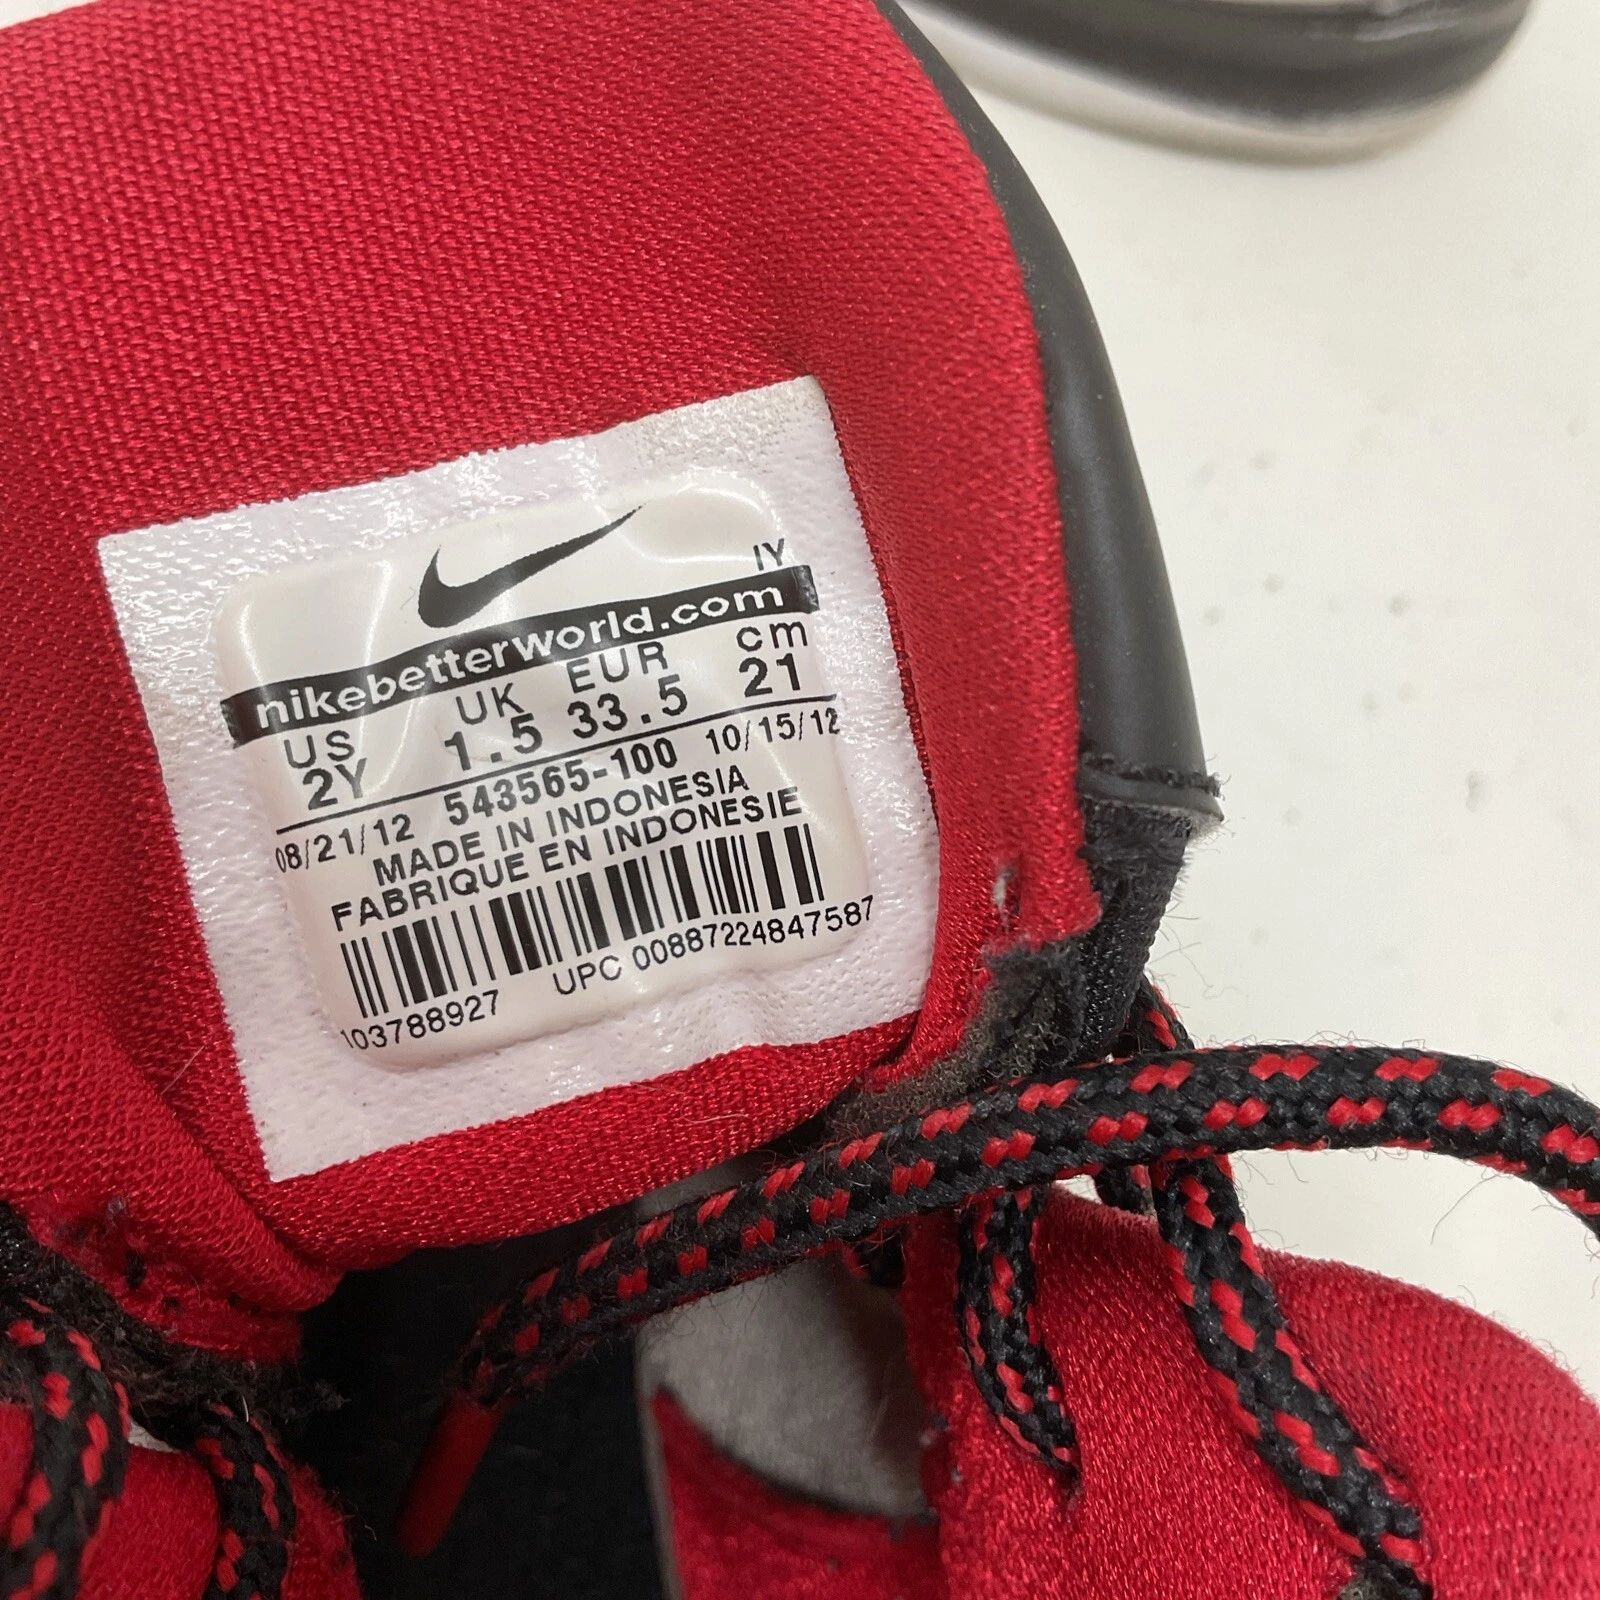 IY
nikebetterworld.com
US UK EUR cm
2Y 1.5 33.5 21
08/21/12 543565-100 10/15/12
MADE IN INDONESIA
FABRIQUE EN INDONESIE
103788927 UPC 00887224847587